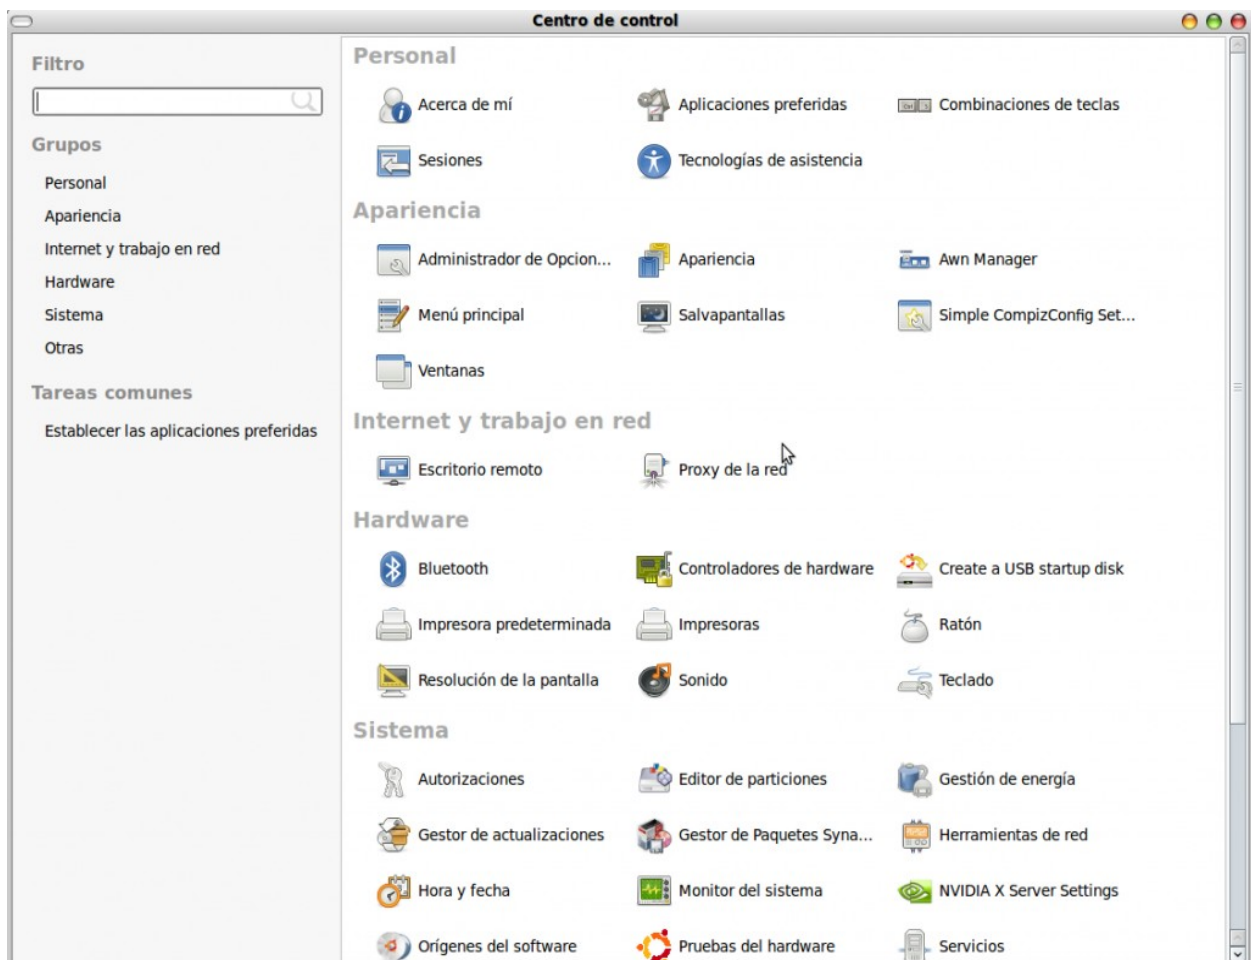 Centro de control
Filtro
Grupos
Personal
Apariencia
Internet y trabajo en red
Hardware
Sistema
Otras
Tareas comunes
Establecer las aplicaciones preferidas
Personal
Acerca de mí Aplicaciones preferidas Combinaciones de teclas
Sesiones Tecnologías de asistencia
Apariencia
Administrador de Opcion... Apariencia Awn Manager
Menú principal Salvapantallas Simple CompizConfig Set...
Ventanas
Internet y trabajo en red
Escritorio remoto Proxy de la red
Hardware
Bluetooth Controladores de hardware Create a USB startup disk
Impresora predeterminada Impresoras Ratón
Resolución de la pantalla Sonido Teclado
Sistema
Autorizaciones Editor de particiones Gestión de energía
Gestor de actualizaciones Gestor de Paquetes Syna... Herramientas de red
Hora y fecha Monitor del sistema NVIDIA X Server Settings
Orígenes del software Pruebas del hardware Servicios